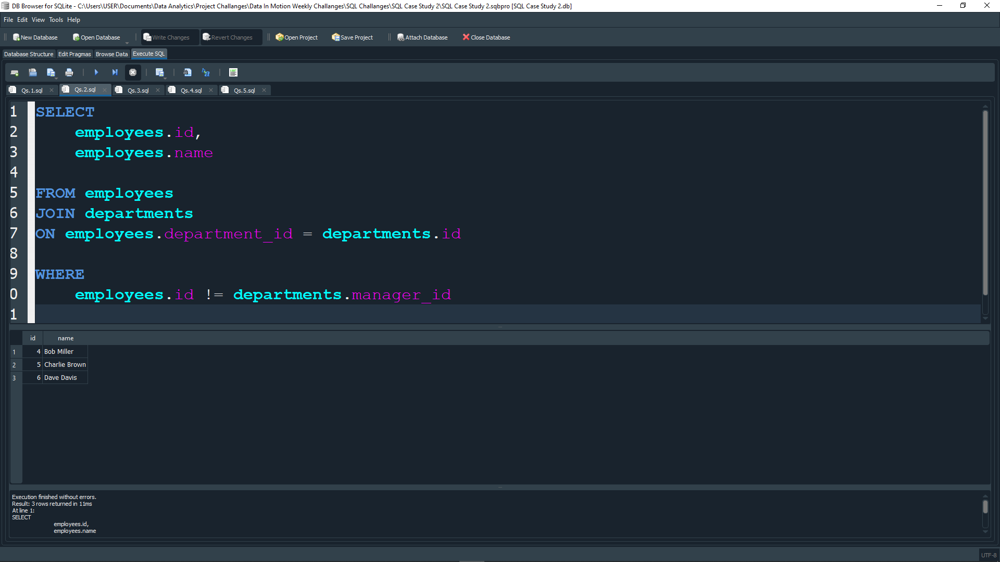 DB Browser for SQLite - C:\Users\USER\Documents\Data Analytics\Project Challanges\Data In Motion Weekly Challanges\SQL Challanges\SQL Case Study 2\SQL Case Study 2.sqbpro [SQL Case Study 2.db]
File Edit View Tools Help
New Database Open Database Write Changes Revert Changes Open Project Save Project Attach Database Close Database
Database Structure Edit Pragmas Browse Data Execute SQL
Qs.1.sql Qs.2.sql Qs.3.sql Qs.4.sql Qs.5.sql
1 SELECT
2 employees.id,
3 employees.name
4
5 FROM employees
6 JOIN departments
7 ON employees.department_id = departments.id
8
9 WHERE
0 employees.id != departments.manager_id
1
id name
1 4 Bob Miller
2 5 Charlie Brown
3 6 Dave Davis
Execution finished without errors.
Result: 3 rows returned in 11ms
At line 1:
SELECT
employees.id,
employees.name
UTF-8